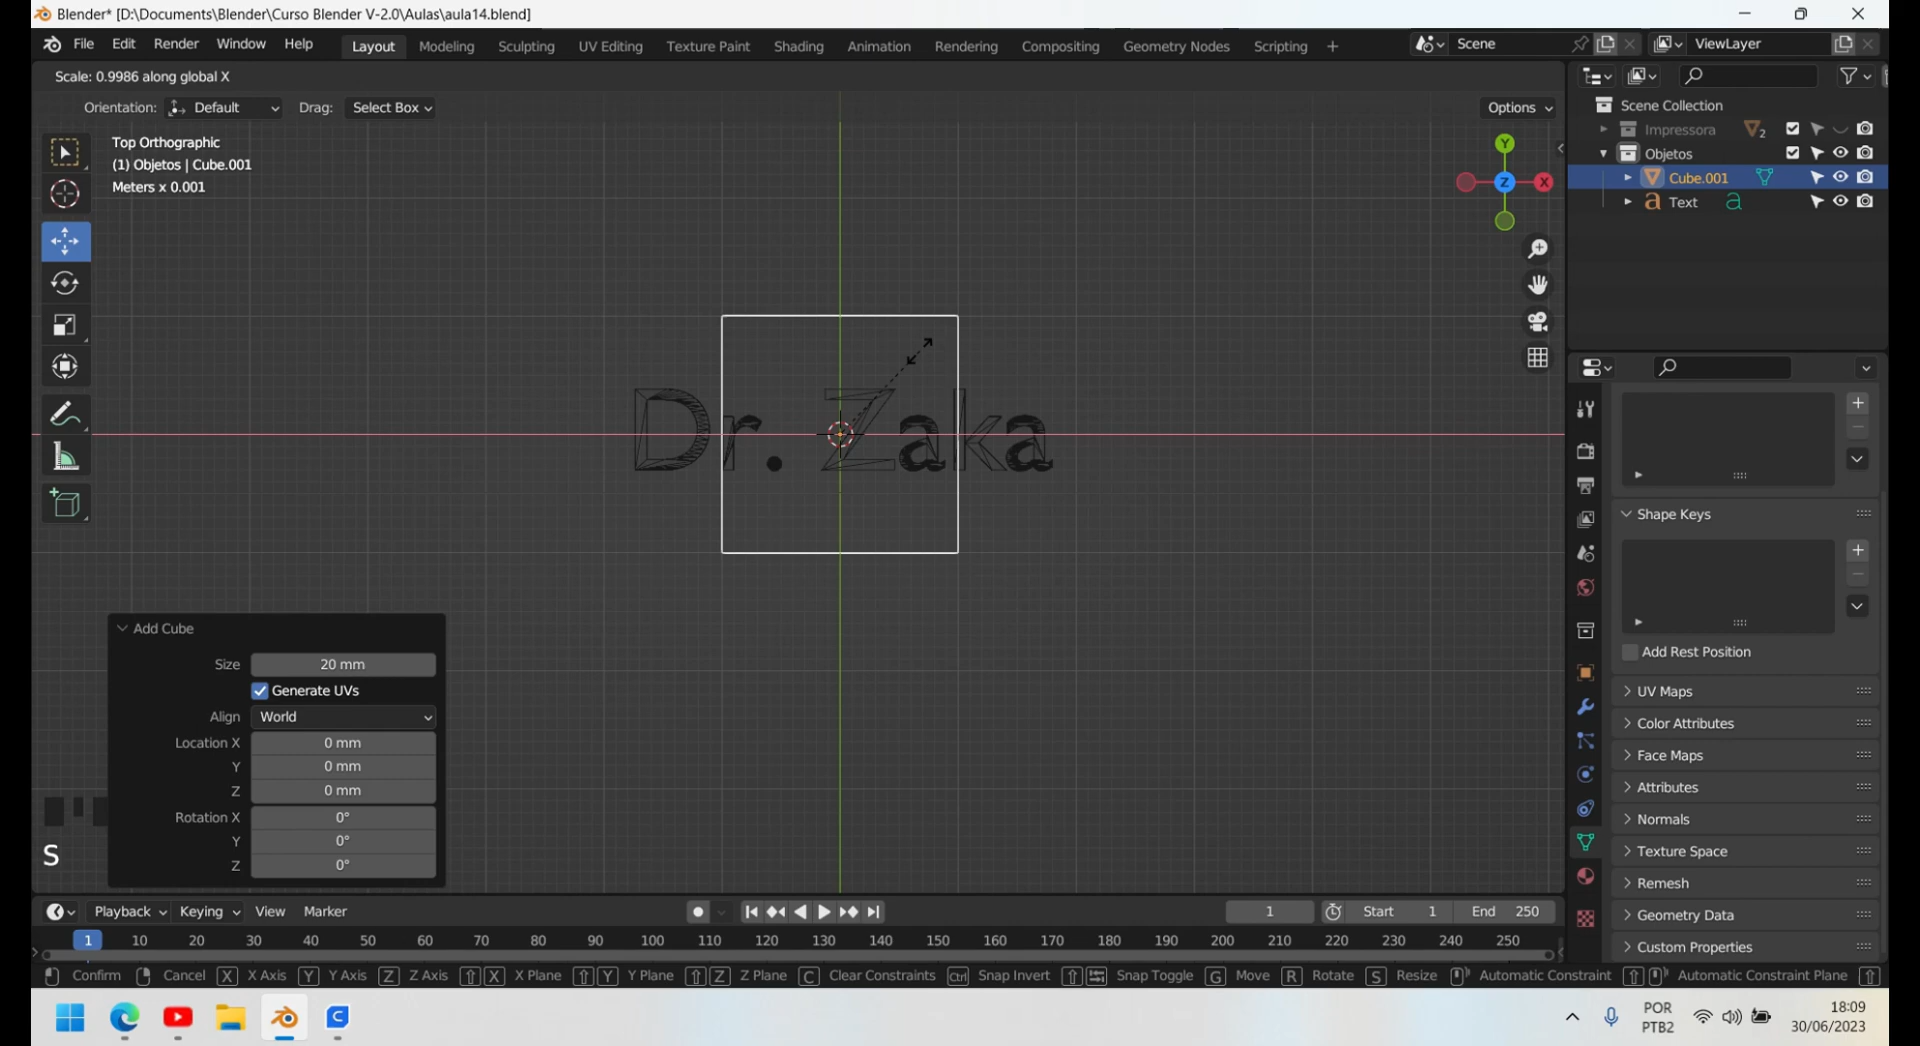 Blender* [D:\Documents\Blender\Curso Blender V-2.0\Aulas\aula14.blend]
File Edit Render Window Help Layout Modeling Sculpting UV Editing Texture Paint Shading Animation Rendering Compositing Geometry Nodes Scripting + Scene ViewLayer
Scale: 0.9986 along global X
Orientation: Default Drag: Select Box Options
Scene Collection
Impressora 2
Objetos
Cube.001
Text
Top Orthographic
(1) Objetos | Cube.001
Meters x 0.001
Y
Z X
Dr. Zaka
Shape Keys
Add Rest Position
UV Maps
Color Attributes
Face Maps
Attributes
Normals
Texture Space
Remesh
Geometry Data
Custom Properties
Add Cube
Size 20 mm
Generate UVs
Align World
Location X 0 mm
Y 0 mm
Z 0 mm
Rotation X 0°
Y 0°
Z 0°
S
Playback Keying View Marker 1 Start 1 End 250
1 10 20 30 40 50 60 70 80 90 100 110 120 130 140 150 160 170 180 190 200 210 220 230 240 250
Confirm Cancel X X Axis Y Y Axis Z Z Axis X X Plane Y Y Plane Z Z Plane C Clear Constraints Ctrl Snap Invert Snap Toggle G Move R Rotate S Resize Automatic Constraint Automatic Constraint Plane
POR
PTB2
18:09
30/06/2023